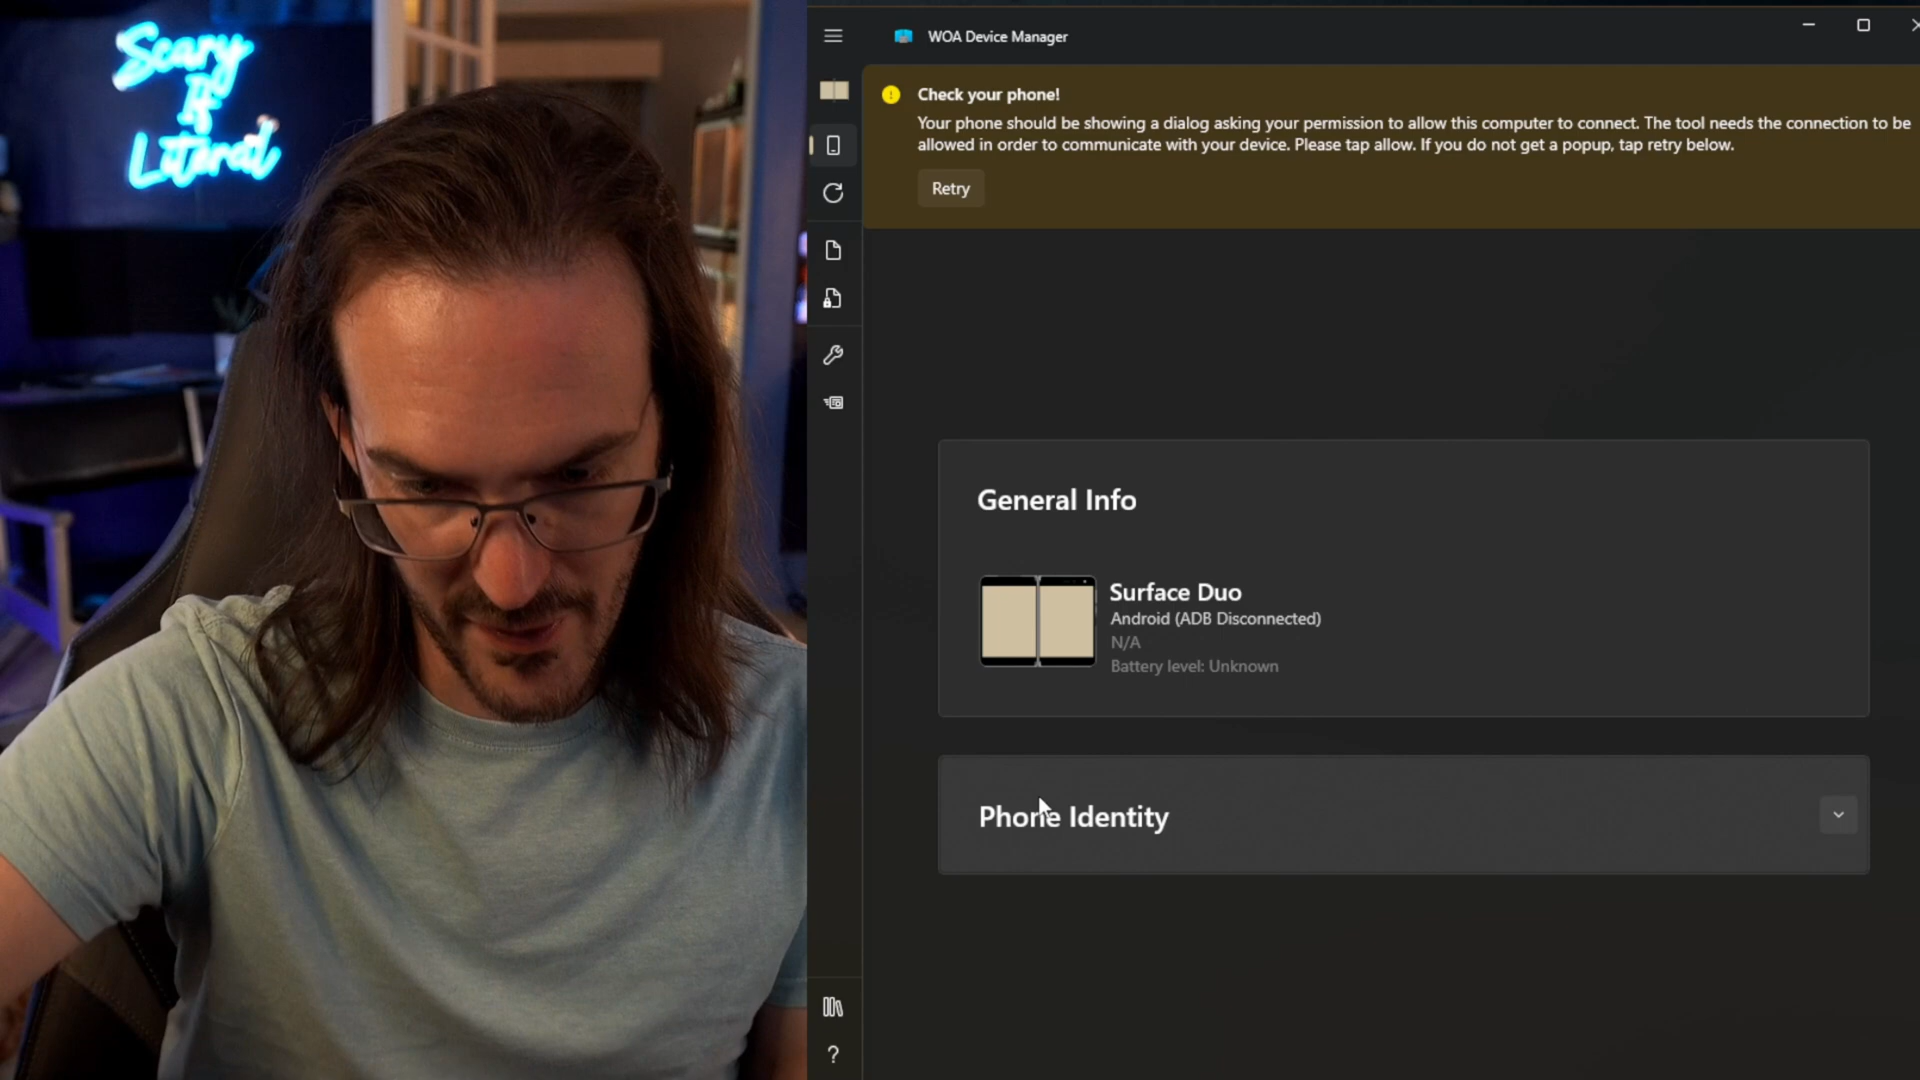 Scary
If
Literal
WOA Device Manager
Check your phone!
Your phone should be showing a dialog asking your permission to allow this computer to connect. The tool needs the connection to be
allowed in order to communicate with your device. Please tap allow. If you do not get a popup, tap retry below.
Retry
General Info
Surface Duo
Android (ADB Disconnected)
N/A
Battery level: Unknown
Phone Identity